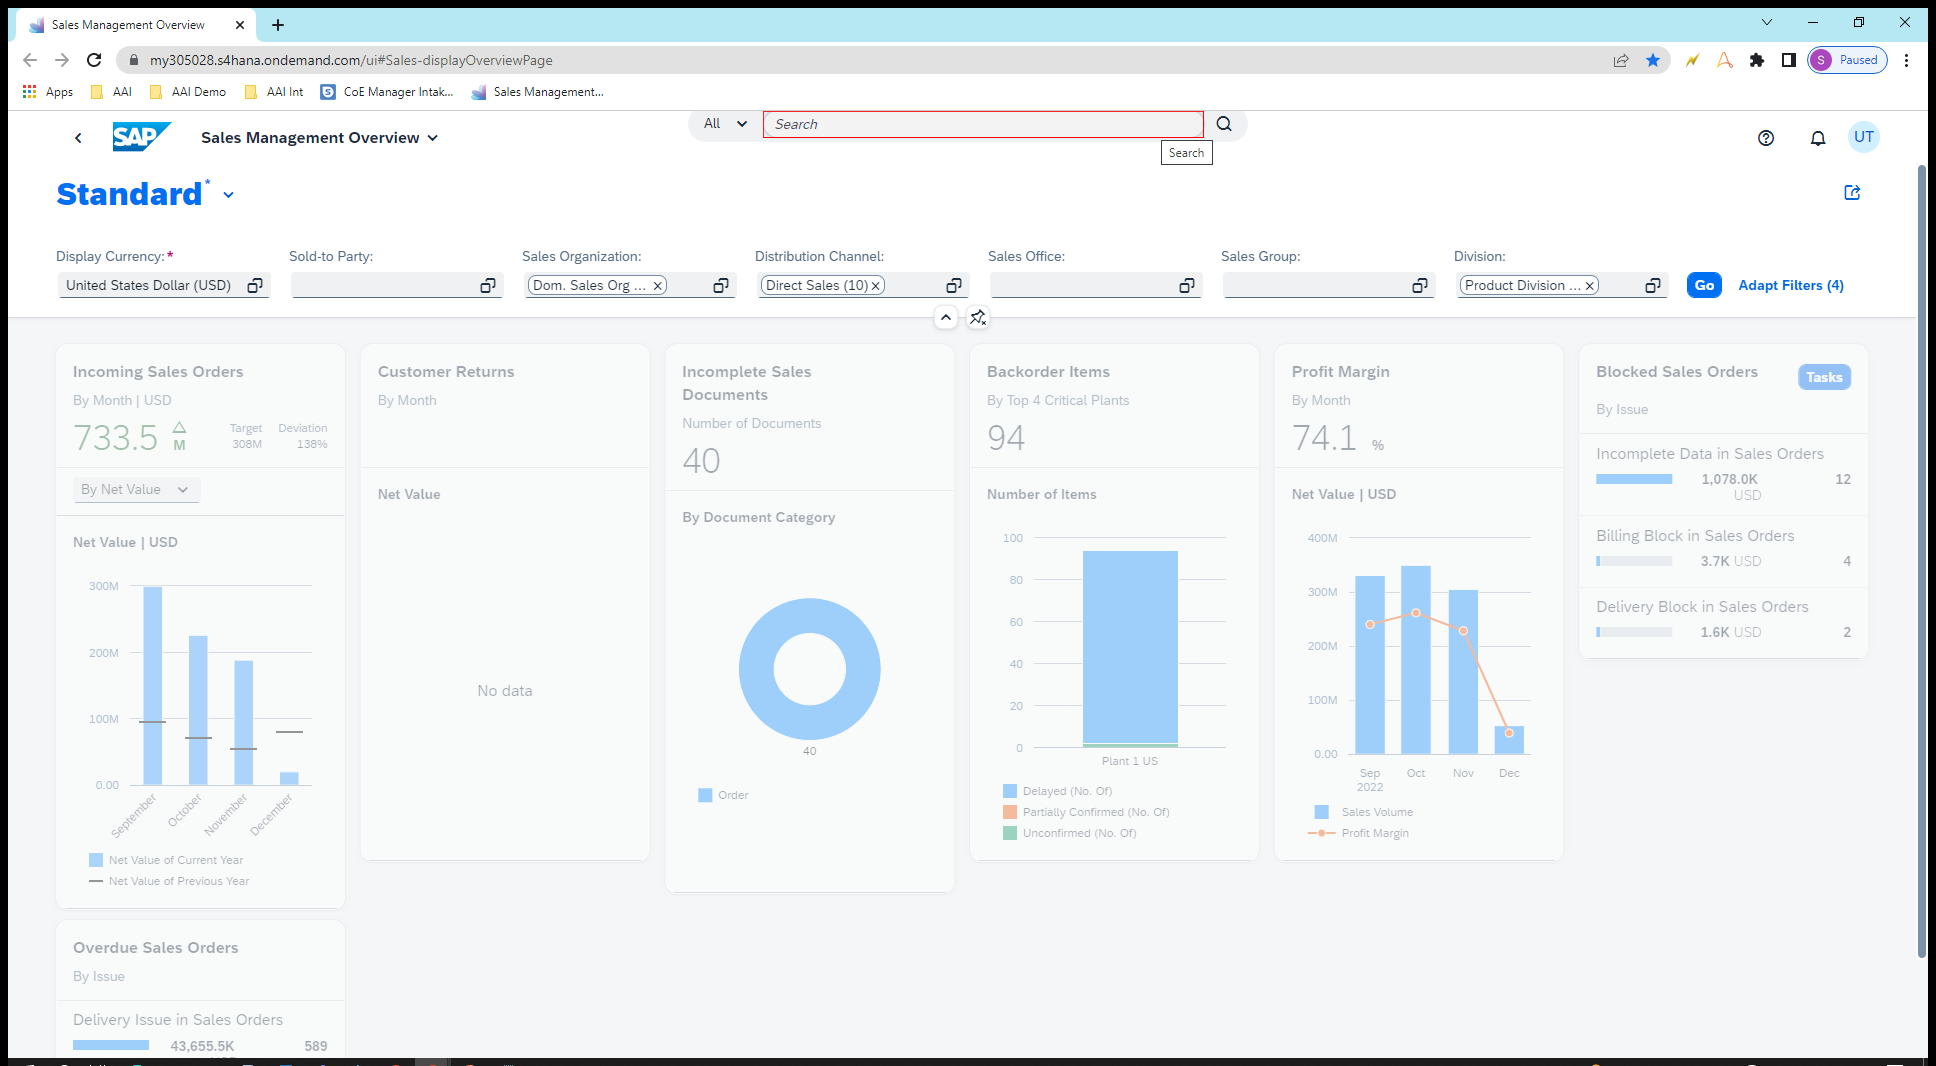 Sales Management Overview
my305028.s4hana.ondemand.com/ui#Sales-displayOverviewPage
S Paused
Apps AAI AAI Demo AAI Int CoE Manager Intak... Sales Management...
SAP Sales Management Overview
All Search
Search
UT
Standard*
Display Currency:* Sold-to Party: Sales Organization: Distribution Channel: Sales Office: Sales Group: Division:
United States Dollar (USD) Dom. Sales Org ... Direct Sales (10) Product Division ... Go Adapt Filters (4)
Incoming Sales Orders
By Month | USD
733.5 M
Target
308M
Deviation
138%
By Net Value
Net Value | USD
300M
200M
100M
0.00
September October November December
Net Value of Current Year
Net Value of Previous Year
Customer Returns
By Month
Net Value
No data
Incomplete Sales
Documents
Number of Documents
40
By Document Category
40
Order
Backorder Items
By Top 4 Critical Plants
94
Number of Items
100
80
60
40
20
0
Plant 1 US
Delayed (No. Of)
Partially Confirmed (No. Of)
Unconfirmed (No. Of)
Profit Margin
By Month
74.1 %
Net Value | USD
400M
300M
200M
100M
0.00
Sep Oct Nov Dec
2022
Sales Volume
Profit Margin
Blocked Sales Orders
Tasks
By Issue
Incomplete Data in Sales Orders
1,078.0K 12
USD
Billing Block in Sales Orders
3.7K USD 4
Delivery Block in Sales Orders
1.6K USD 2
Overdue Sales Orders
By Issue
Delivery Issue in Sales Orders
43,655.5K 589